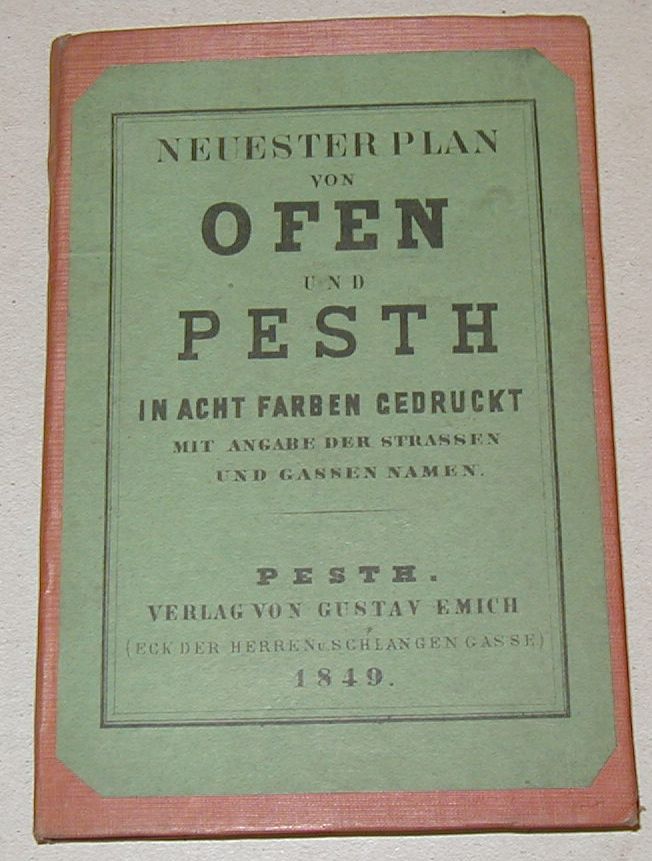 NEUESTER PLAN
VON
OFEN
UND
PESTH
IN ACHT FARBEN GEDRUCKT
MIT ANGABE DER STRASSEN
UND GASSEN NAMEN.
PESTH.
VERLAG VON GUSTAV EMICH
(ECK DER HERREN u. SCHLANGEN GASSE)
1849.